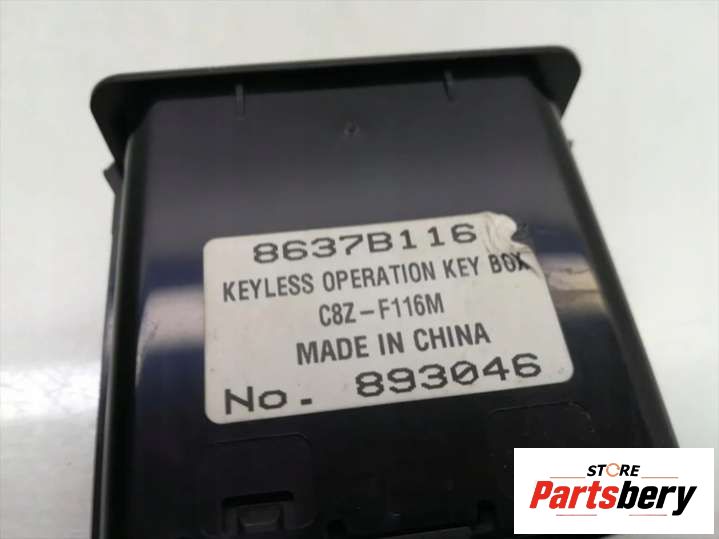 8637B116
KEYLESS OPERATION KEY BOX
C8Z-F116M
MADE IN CHINA
No. 893046
STORE
Partsbery